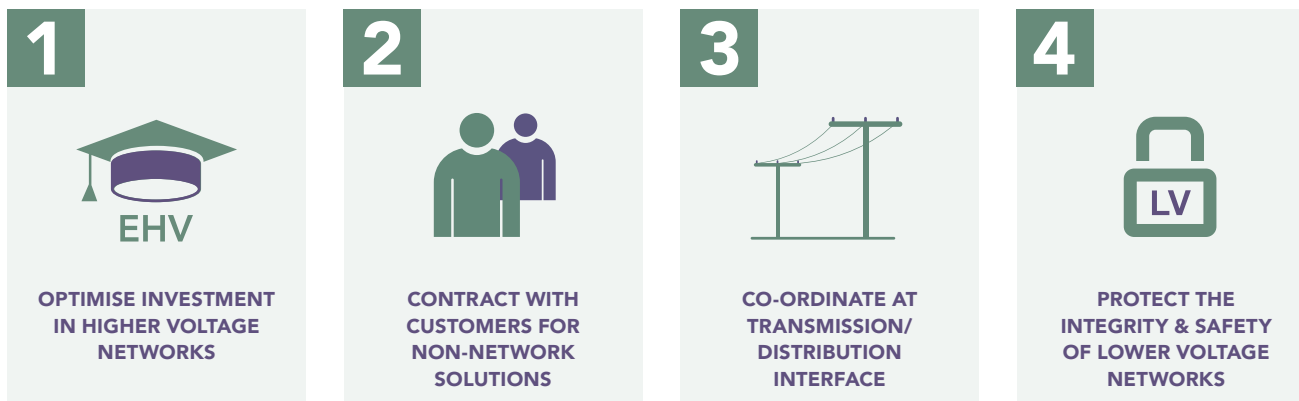 1
EHV
OPTIMISE INVESTMENT
IN HIGHER VOLTAGE
NETWORKS
2
CONTRACT WITH
CUSTOMERS FOR
NON-NETWORK
SOLUTIONS
3
CO-ORDINATE AT
TRANSMISSION/
DISTRIBUTION
INTERFACE
4
LV
PROTECT THE
INTEGRITY & SAFETY
OF LOWER VOLTAGE
NETWORKS